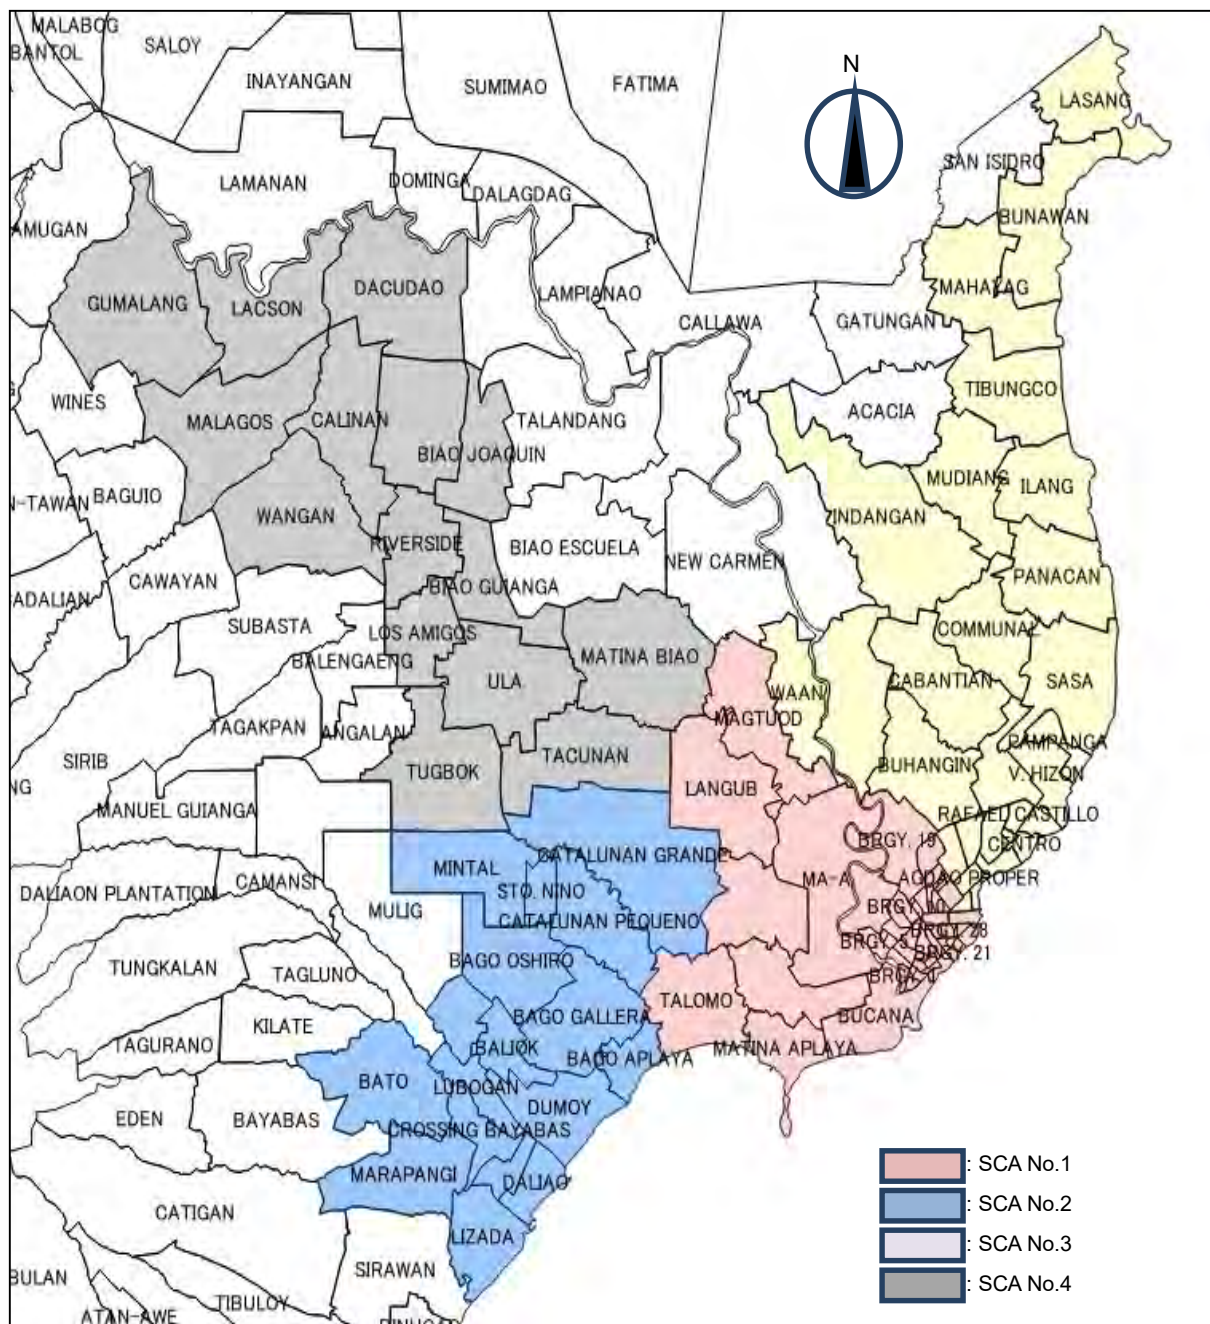 MALABOG
BANTOL
SALOY
INAYANGAN
SUMIMAO
FATIMA
N
LASANG
SAN ISIDRO
LAMANAN
DOMINGA
DALAGDAG
BUNAWAN
AMUGAN
GUMALANG
LACSON
DACUDAO
LAMPIANAO
MAHAYAG
CALLAWA
GATUNGAN
WINES
MALAGOS
CALINAN
TALANDANG
ACACIA
TIBUNGCO
BIAO JOAQUIN
MUDIANG
ILANG
N-TAWAN
BAGUIO
WANGAN
INDANGAN
RIVERSIDE
BIAO ESCUELA
NEW CARMEN
PANACAN
CAWAYAN
BIAO GUIANGA
ADALIAN
SUBASTA
LOS AMIGOS
COMMUNAL
BALENGAENG
MATINA BIAO
ULA
WAAN
CABANTIAN
SASA
TAGAKPAN
ANGALAN
MAGTUOD
PAMPANGA
SIRIB
TUGBOK
TACUNAN
BUHANGIN
V. HIZON
NG
MANUEL GUIANGA
LANGUB
RAFAEL CASTILLO
BRGY. 19
CENTRO
MINTAL
CATALUNAN GRANDE
DALIAON PLANTATION
CAMANSI
STO. NINO
MA-A
AGDAO PROPER
MULIG
CATALUNAN PEQUENO
BRGY. 10
BRGY. 28
BRGY. 5
BRGY. 21
TUNGKALAN
TAGLUNO
BAGO OSHIRO
TALOMO
BUCANA
KILATE
BAGO GALLERA
TAGURANO
BALIOK
BAGO APLAYA
MATINA APLAYA
BATO
LUBOGAN
EDEN
BAYABAS
DUMOY
CROSSING BAYABAS
MARAPANGI
DALIAO
: SCA No.1
CATIGAN
: SCA No.2
LIZADA
: SCA No.3
SIRAWAN
BULAN
: SCA No.4
TIBULOY
ATAN-AWE